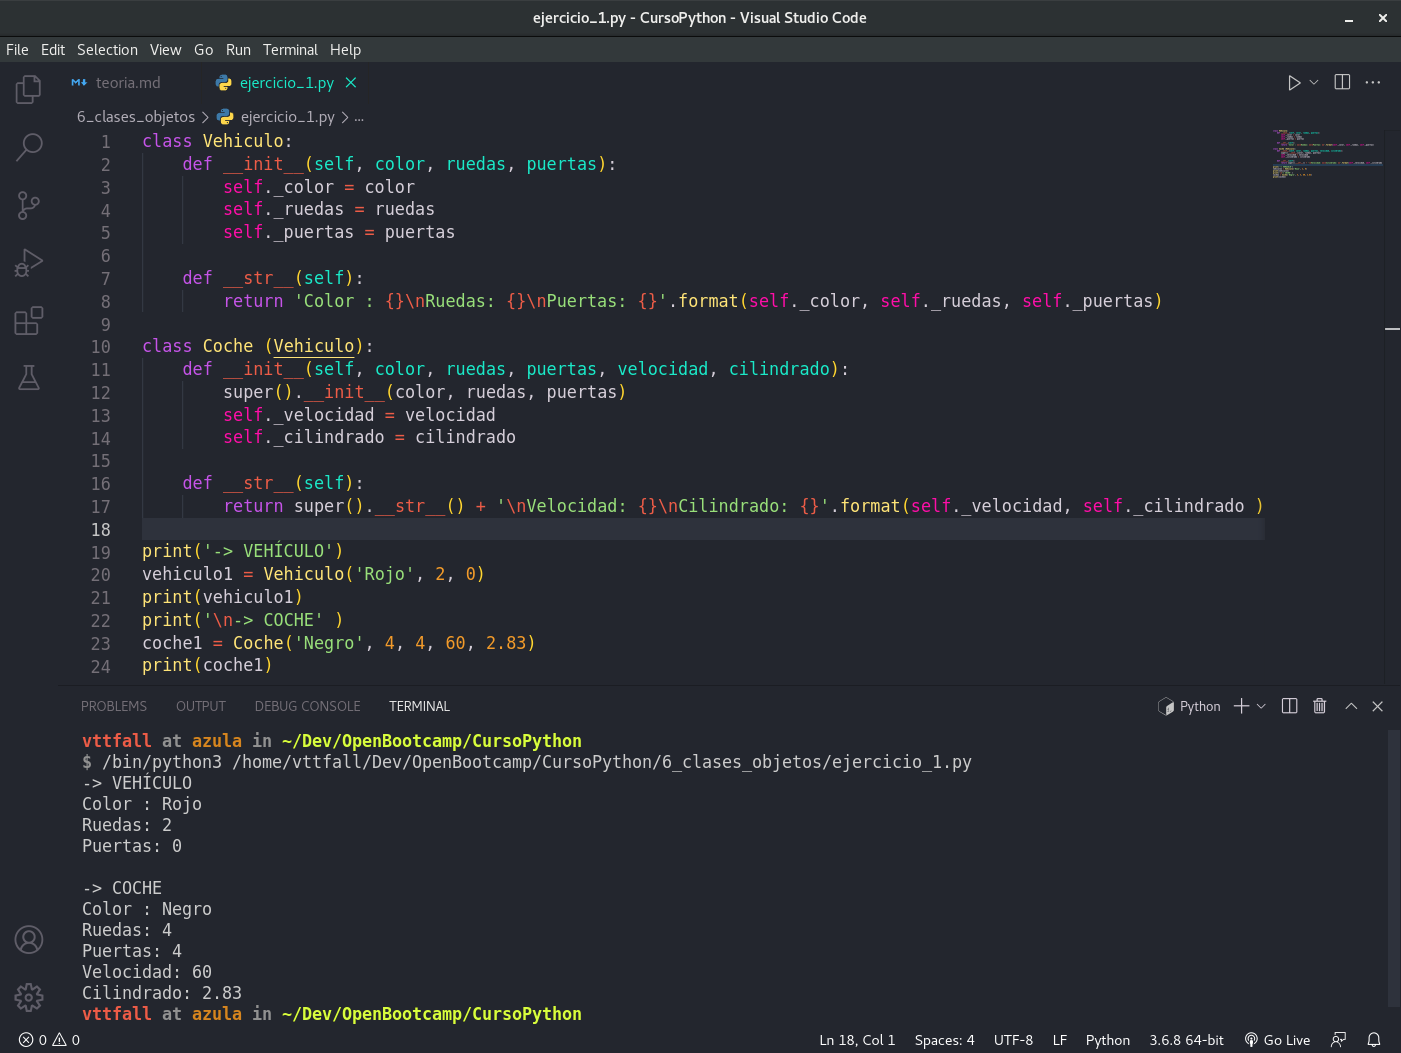 ejercicio_1.py - CursoPython - Visual Studio Code
File Edit Selection View Go Run Terminal Help
teoria.md ejercicio_1.py
6_clases_objetos > ejercicio_1.py > ...
1 class Vehiculo:
2     def __init__(self, color, ruedas, puertas):
3         self._color = color
4         self._ruedas = ruedas
5         self._puertas = puertas
6
7     def __str__(self):
8         return 'Color : {}\nRuedas: {}\nPuertas: {}'.format(self._color, self._ruedas, self._puertas)
9
10 class Coche (Vehiculo):
11     def __init__(self, color, ruedas, puertas, velocidad, cilindrado):
12         super().__init__(color, ruedas, puertas)
13         self._velocidad = velocidad
14         self._cilindrado = cilindrado
15
16     def __str__(self):
17         return super().__str__() + '\nVelocidad: {}\nCilindrado: {}'.format(self._velocidad, self._cilindrado )
18
19 print('-> VEHÍCULO')
20 vehiculo1 = Vehiculo('Rojo', 2, 0)
21 print(vehiculo1)
22 print('\n-> COCHE' )
23 coche1 = Coche('Negro', 4, 4, 60, 2.83)
24 print(coche1)
PROBLEMS OUTPUT DEBUG CONSOLE TERMINAL Python
vttfall at azula in ~/Dev/OpenBootcamp/CursoPython
$ /bin/python3 /home/vttfall/Dev/OpenBootcamp/CursoPython/6_clases_objetos/ejercicio_1.py
-> VEHÍCULO
Color : Rojo
Ruedas: 2
Puertas: 0

-> COCHE
Color : Negro
Ruedas: 4
Puertas: 4
Velocidad: 60
Cilindrado: 2.83
vttfall at azula in ~/Dev/OpenBootcamp/CursoPython
0 0 Ln 18, Col 1 Spaces: 4 UTF-8 LF Python 3.6.8 64-bit Go Live